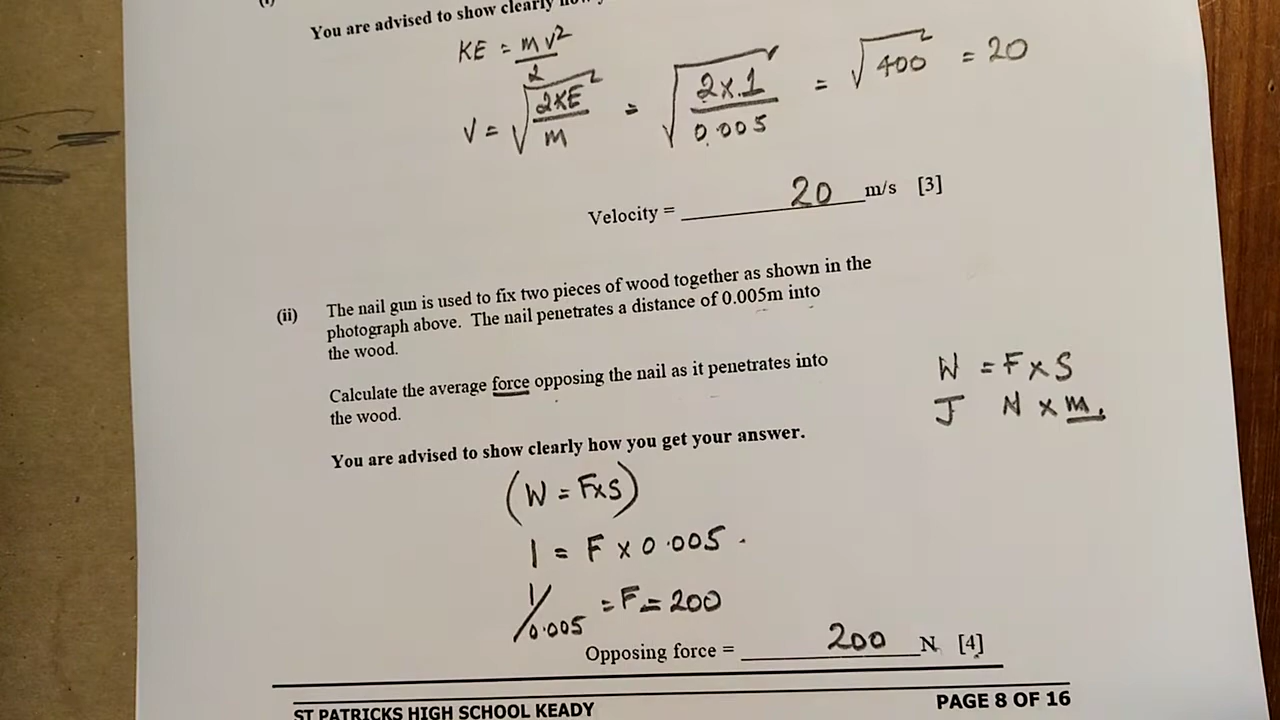 You are advised to show clearly how
KE = mv²/2
V = √2KE/M = √2x.1/0.005 = √400 = 20
Velocity = 20 m/s [3]
(ii) The nail gun is used to fix two pieces of wood together as shown in the
photograph above. The nail penetrates a distance of 0.005m into
the wood.
Calculate the average force opposing the nail as it penetrates into
the wood.
W = F x S
J N x m.
You are advised to show clearly how you get your answer.
(W = FxS)
1 = F x 0.005.
1/0.005 = F = 200
Opposing force = 200 N [4]
ST PATRICKS HIGH SCHOOL KEADY
PAGE 8 OF 16